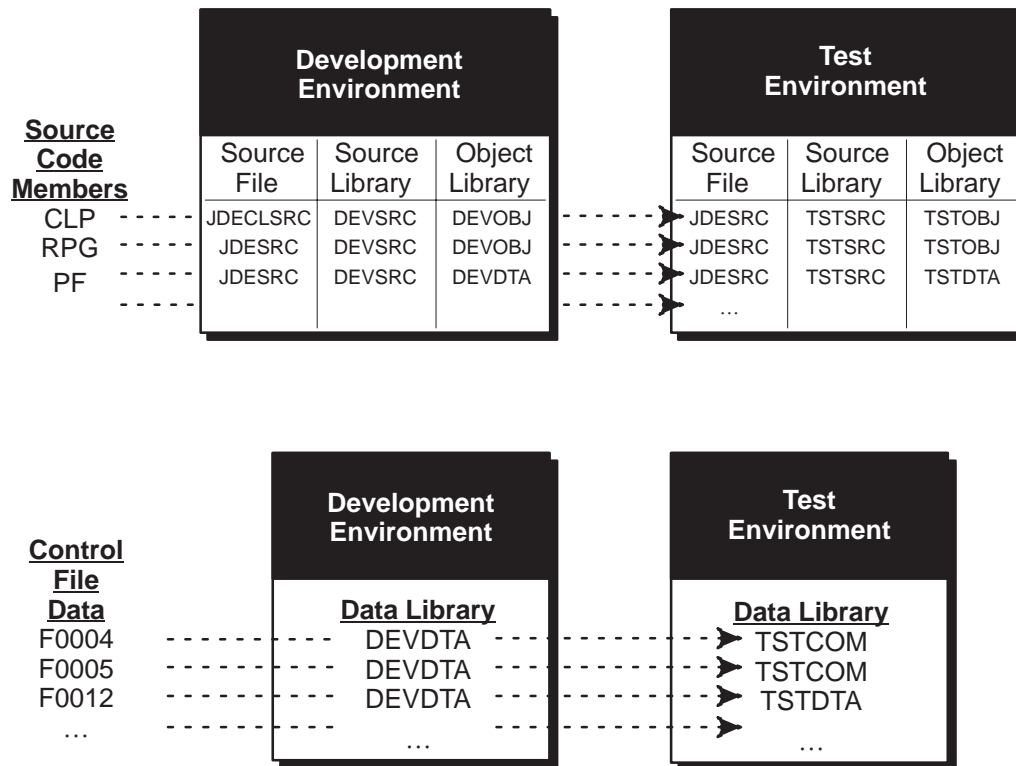 Development
Environment
Test
Environment
Source
Code
Members
Source
File
Source
Library
Object
Library
Source
File
Source
Library
Object
Library
CLP JDECLSRC DEVSRC DEVOBJ JDESRC TSTSRC TSTOBJ
RPG JDESRC DEVSRC DEVOBJ JDESRC TSTSRC TSTOBJ
PF JDESRC DEVSRC DEVDTA JDESRC TSTSRC TSTDTA
...
Development
Environment
Test
Environment
Control
File
Data
Data Library
Data Library
F0004 DEVDTA TSTCOM
F0005 DEVDTA TSTCOM
F0012 DEVDTA TSTDTA
... ... ...